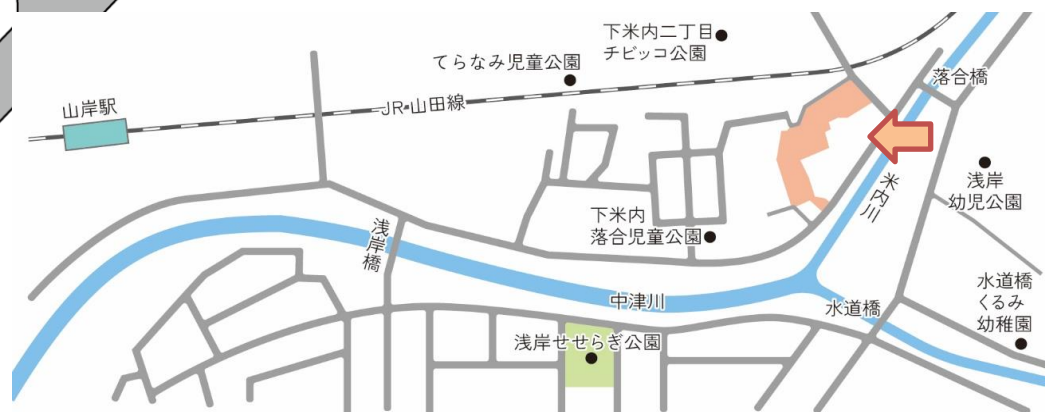 下米内二丁目
チビッコ公園
てらなみ児童公園
落合橋
山岸駅
JR山田線
浅岸
幼児公園
米内川
下米内
落合児童公園
浅岸橋
中津川
水道橋
水道橋
くるみ
幼稚園
浅岸せせらぎ公園